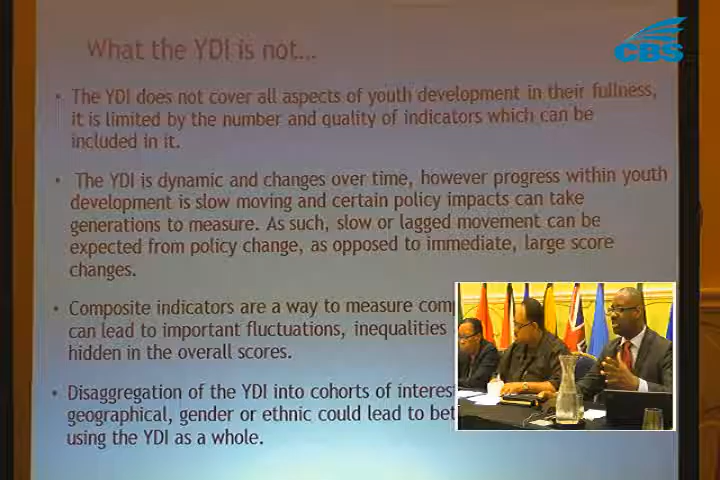 CBS
What the YDI is not...
• The YDI does not cover all aspects of youth development in their fullness,
it is limited by the number and quality of indicators which can be
included in it.
• The YDI is dynamic and changes over time, however progress within youth
development is slow moving and certain policy impacts can take
generations to measure. As such, slow or lagged movement can be
expected from policy change, as opposed to immediate, large score
changes.
• Composite indicators are a way to measure
can lead to important fluctuations, inequalities
hidden in the overall scores.
• Disaggregation of the YDI into cohorts of
geographical, gender or ethnic could lead to
using the YDI as a whole.